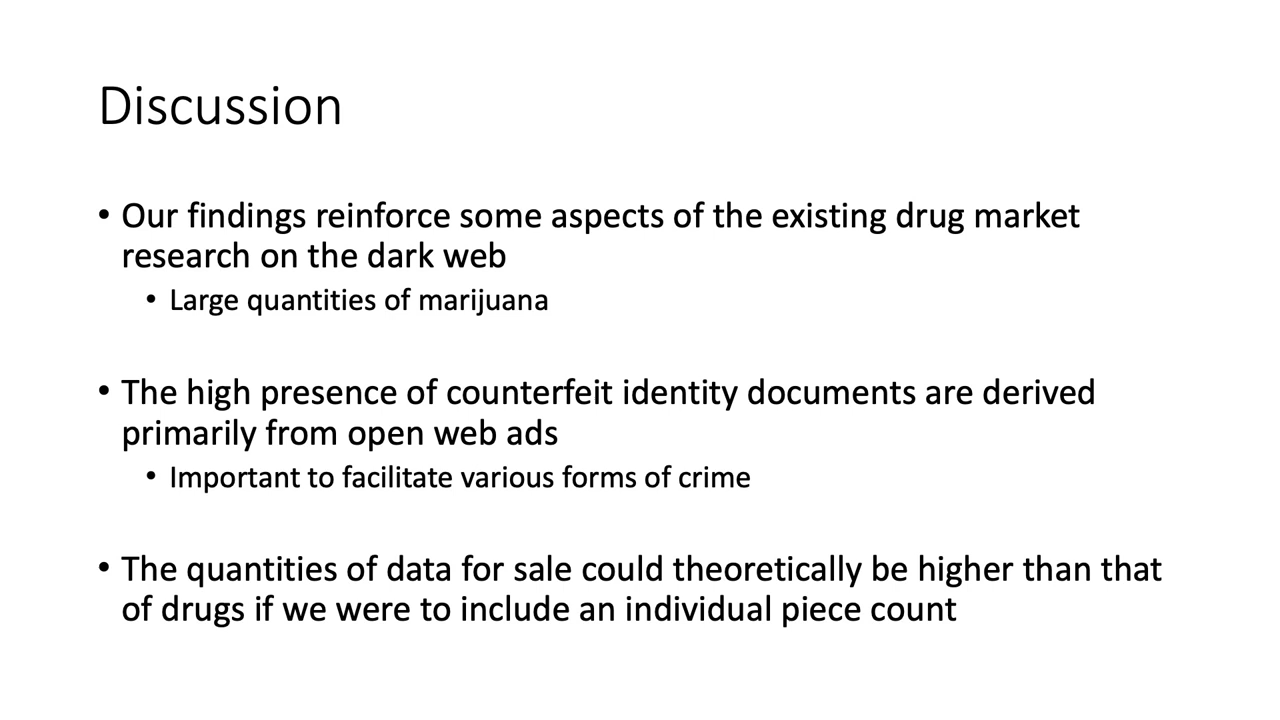 Discussion
• Our findings reinforce some aspects of the existing drug market
research on the dark web
• Large quantities of marijuana
• The high presence of counterfeit identity documents are derived
primarily from open web ads
• Important to facilitate various forms of crime
• The quantities of data for sale could theoretically be higher than that
of drugs if we were to include an individual piece count